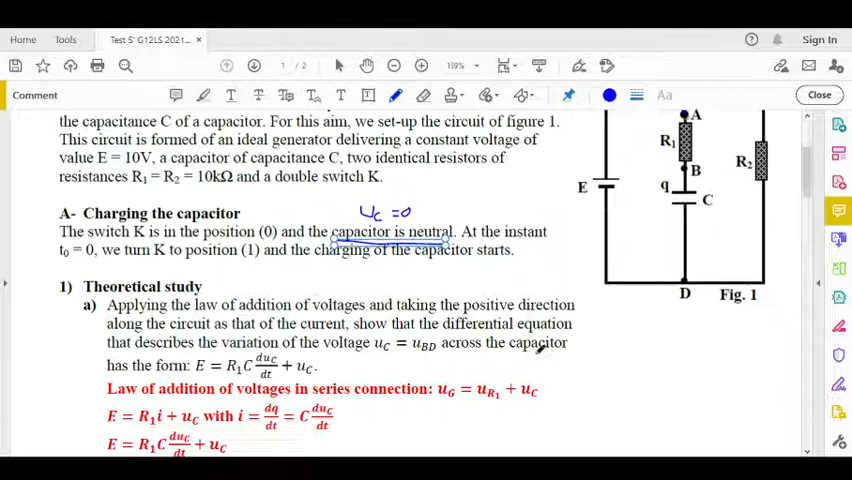 Home Tools Test 5' G12LS 2021... × Sign In
1 / 2 159%
Comment Aa Close
the capacitance C of a capacitor. For this aim, we set-up the circuit of figure 1.
This circuit is formed of an ideal generator delivering a constant voltage of
value E = 10V, a capacitor of capacitance C, two identical resistors of
resistances R₁ = R₂ = 10kΩ and a double switch K.
A
R₁
B
R₂
q
E
C
D
Fig. 1
A- Charging the capacitor
U_C = 0
The switch K is in the position (0) and the capacitor is neutral. At the instant
t₀ = 0, we turn K to position (1) and the charging of the capacitor starts.
1) Theoretical study
a) Applying the law of addition of voltages and taking the positive direction
along the circuit as that of the current, show that the differential equation
that describes the variation of the voltage u_C = u_BD across the capacitor
has the form: E = R₁C du_C/dt + u_C.
Law of addition of voltages in series connection: u_G = u_R₁ + u_C
E = R₁i + u_C with i = dq/dt = C du_C/dt
E = R₁C du_C/dt + u_C